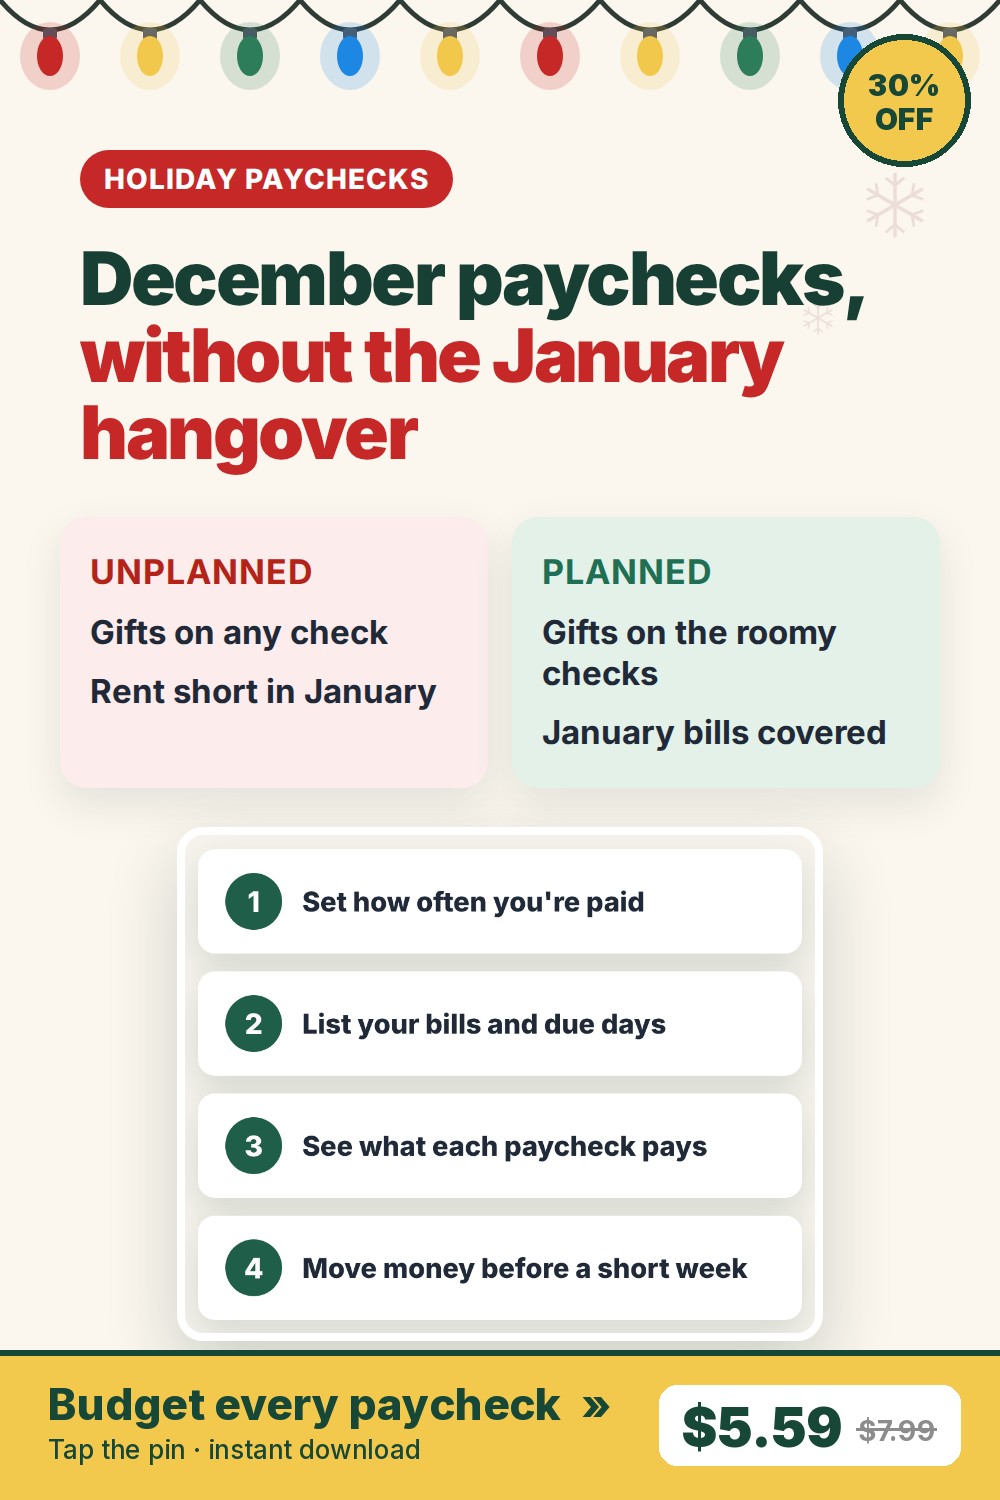 30%
OFF
HOLIDAY PAYCHECKS
December paychecks,
without the January
hangover
UNPLANNED
Gifts on any check
Rent short in January
PLANNED
Gifts on the roomy
checks
January bills covered
1 Set how often you're paid
2 List your bills and due days
3 See what each paycheck pays
4 Move money before a short week
Budget every paycheck »
Tap the pin · instant download
$5.59 $7.99